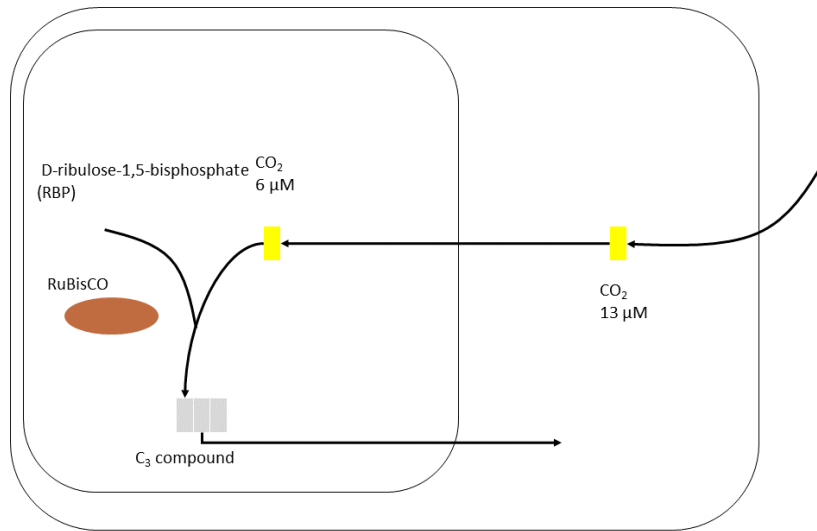 D-ribulose-1,5-bisphosphate
(RBP)
CO₂
6 µM
RuBisCO
CO₂
13 µM
C₃ compound